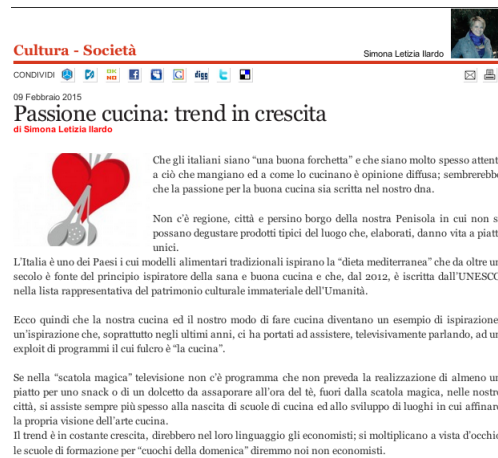 Cultura - Società
Simona Letizia Ilardo
CONDIVIDI
OK
NO
digg
09 Febbraio 2015
Passione cucina: trend in crescita
di Simona Letizia Ilardo
Che gli italiani siano “una buona forchetta” e che siano molto spesso attent
a ciò che mangiano ed a come lo cucinano è opinione diffusa; sembrerebbe
che la passione per la buona cucina sia scritta nel nostro dna.
Non c’è regione, città e persino borgo della nostra Penisola in cui non s
possano degustare prodotti tipici del luogo che, elaborati, danno vita a piatt
unici.
L’Italia è uno dei Paesi i cui modelli alimentari tradizionali ispirano la “dieta mediterranea” che da oltre un
secolo è fonte del principio ispiratore della sana e buona cucina e che, dal 2012, è iscritta dall’UNESCO
nella lista rappresentativa del patrimonio culturale immateriale dell’Umanità.
Ecco quindi che la nostra cucina ed il nostro modo di fare cucina diventano un esempio di ispirazione
un’ispirazione che, soprattutto negli ultimi anni, ci ha portati ad assistere, televisivamente parlando, ad un
exploit di programmi il cui fulcro è “la cucina”.
Se nella “scatola magica” televisione non c’è programma che non preveda la realizzazione di almeno un
piatto per uno snack o di un dolcetto da assaporare all’ora del tè, fuori dalla scatola magica, nelle nostre
città, si assiste sempre più spesso alla nascita di scuole di cucina ed allo sviluppo di luoghi in cui affinare
la propria visione dell’arte cucina.
Il trend è in costante crescita, direbbero nel loro linguaggio gli economisti; si moltiplicano a vista d’occhio
le scuole di formazione per “cuochi della domenica” diremmo noi non economisti.